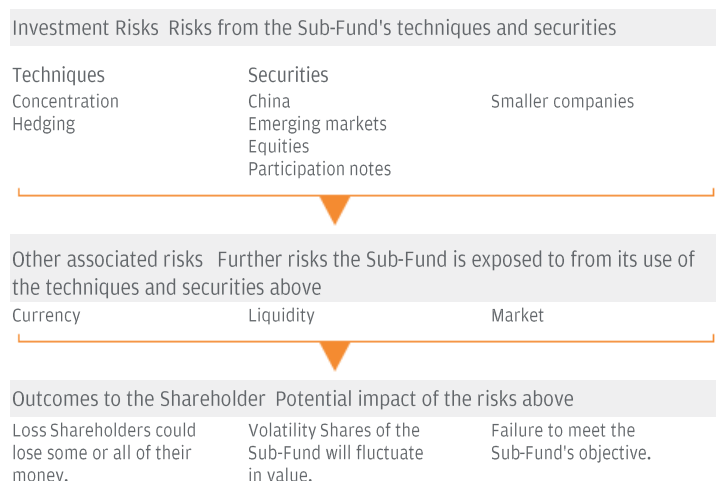 Investment Risks Risks from the Sub-Fund's techniques and securities
Techniques
Concentration
Hedging
Securities
China
Emerging markets
Equities
Participation notes
Smaller companies
Other associated risks Further risks the Sub-Fund is exposed to from its use of
the techniques and securities above
Currency
Liquidity
Market
Outcomes to the Shareholder Potential impact of the risks above
Loss Shareholders could
lose some or all of their
money.
Volatility Shares of the
Sub-Fund will fluctuate
in value.
Failure to meet the
Sub-Fund's objective.